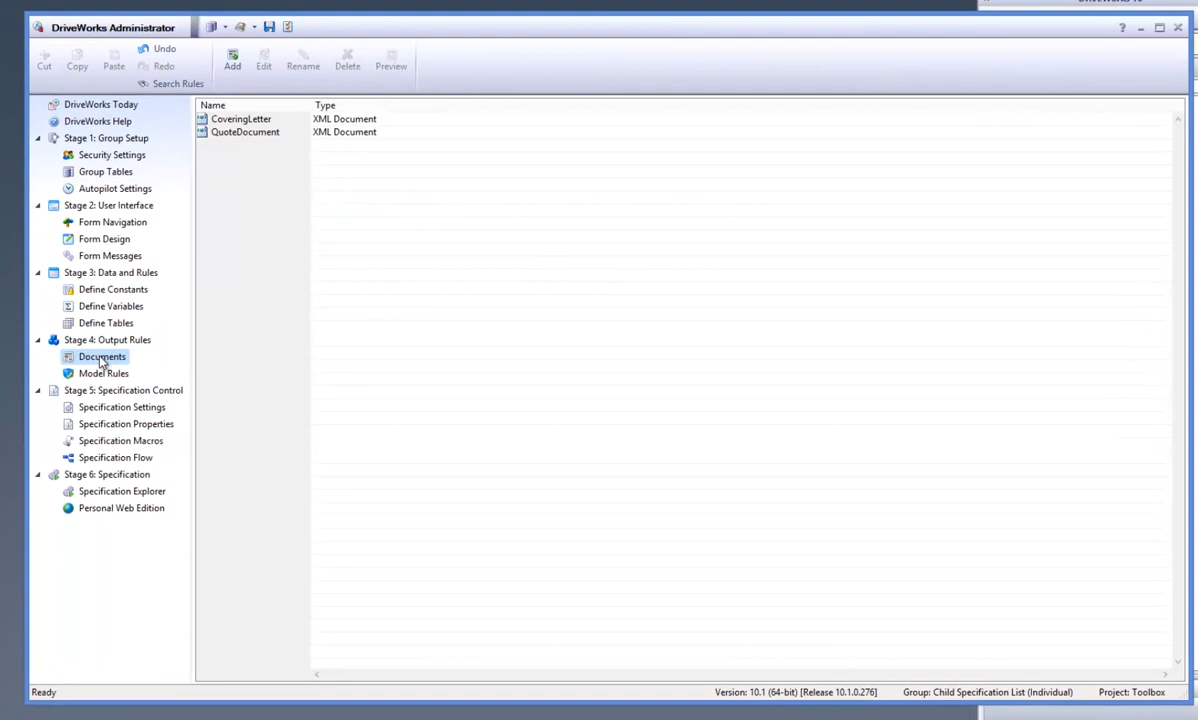 DriveWorks Administrator
Cut
Copy
Paste
Undo
Redo
Search Rules
Add
Edit
Rename
Delete
Preview
DriveWorks Today
DriveWorks Help
Stage 1: Group Setup
Security Settings
Group Tables
Autopilot Settings
Stage 2: User Interface
Form Navigation
Form Design
Form Messages
Stage 3: Data and Rules
Define Constants
Define Variables
Define Tables
Stage 4: Output Rules
Documents
Model Rules
Stage 5: Specification Control
Specification Settings
Specification Properties
Specification Macros
Specification Flow
Stage 6: Specification
Specification Explorer
Personal Web Edition
Name Type
CoveringLetter XML Document
QuoteDocument XML Document
Ready
Version: 10.1 (64-bit) [Release 10.1.0.276]
Group: Child Specification List (Individual)
Project: Toolbox